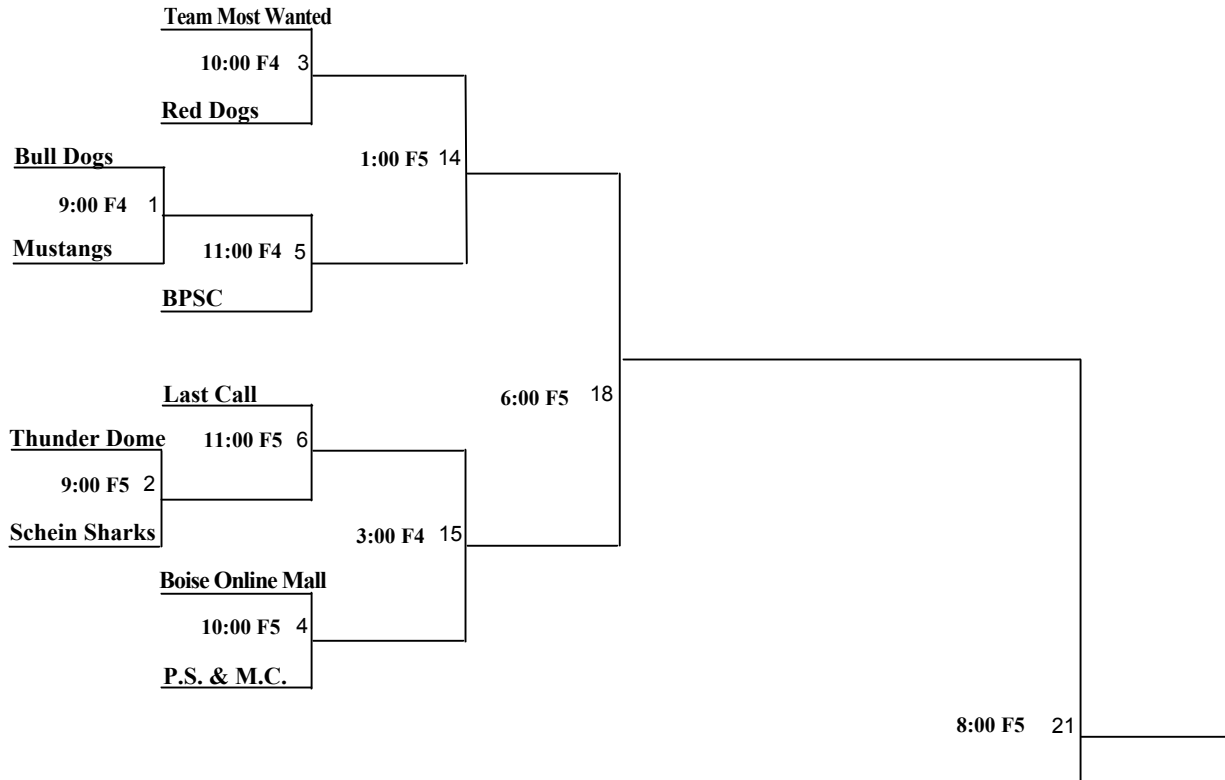 Team Most Wanted
10:00 F4 3
Red Dogs
Bull Dogs
1:00 F5 14
9:00 F4 1
Mustangs
11:00 F4 5
BPSC
Last Call
6:00 F5 18
Thunder Dome
11:00 F5 6
9:00 F5 2
Schein Sharks
3:00 F4 15
Boise Online Mall
10:00 F5 4
P.S. & M.C.
8:00 F5 21